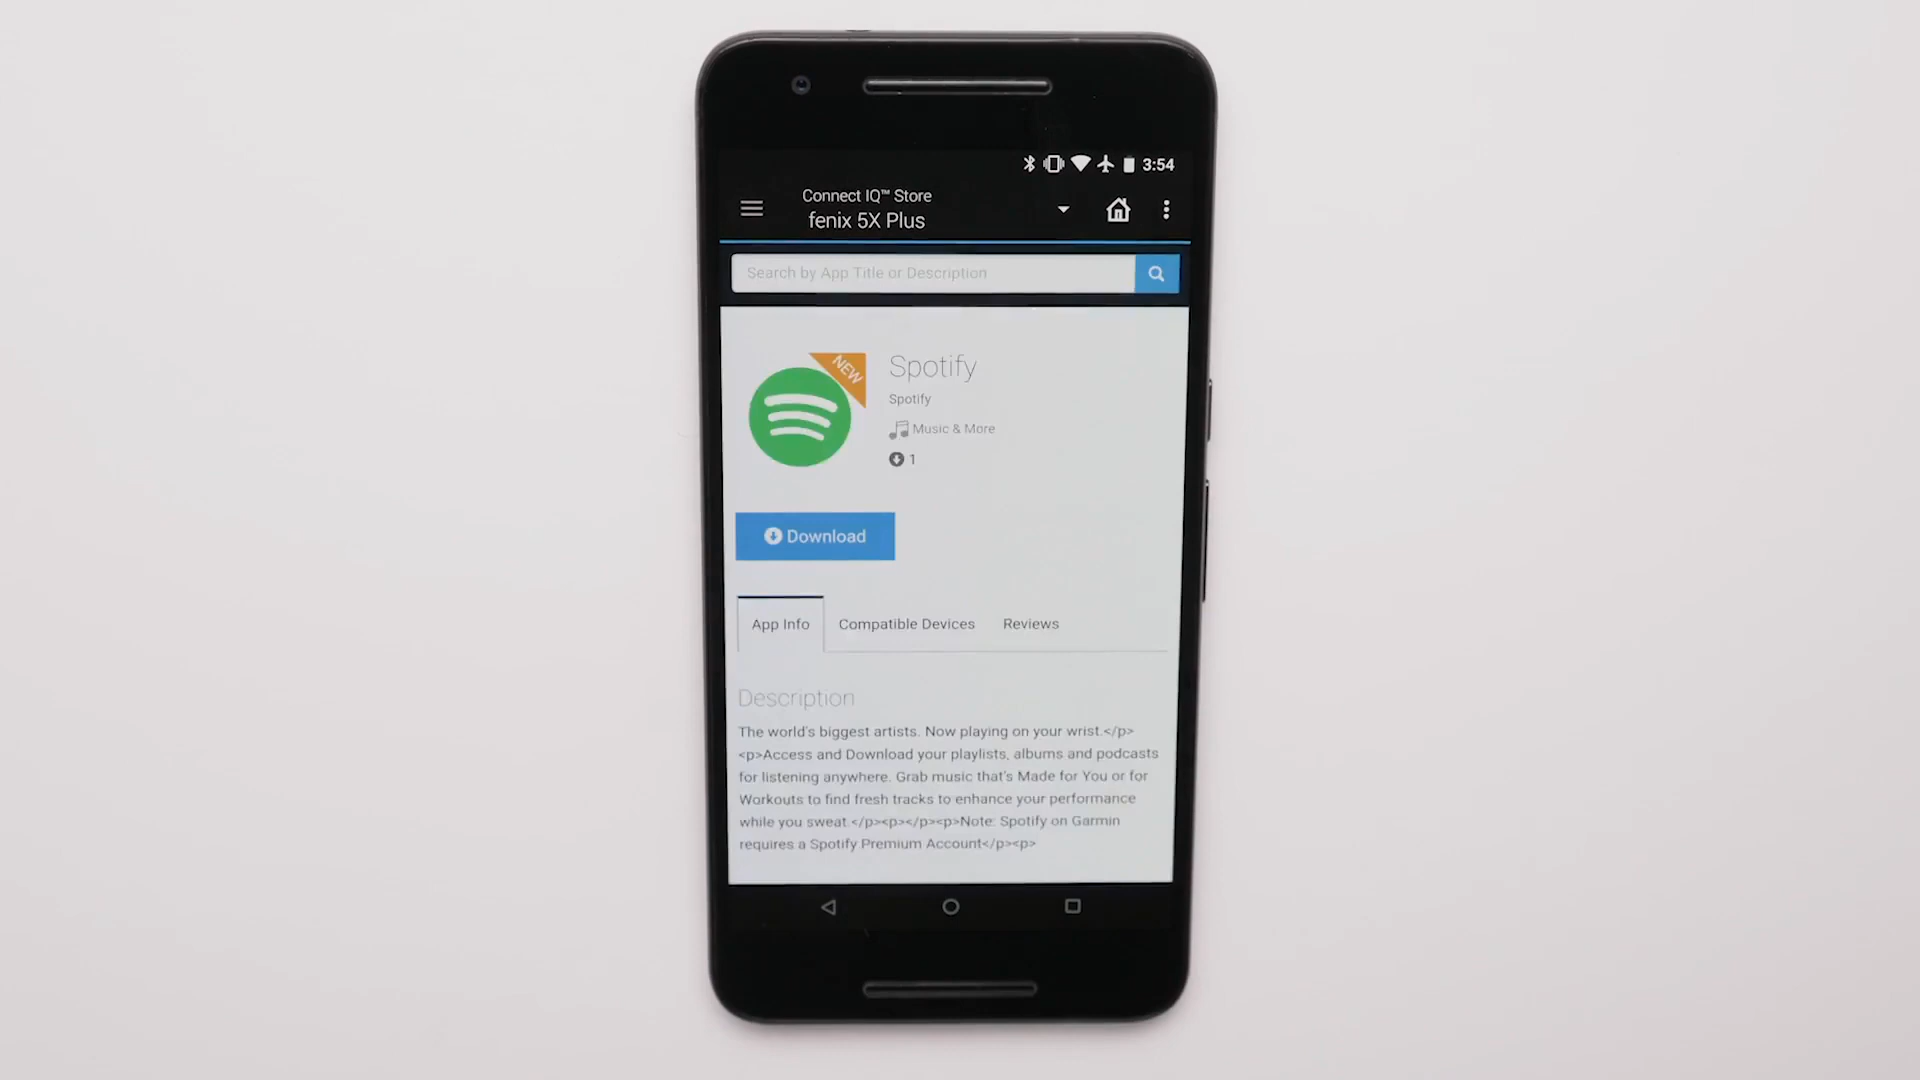 3:54
Connect IQ™ Store
fenix 5X Plus
Search by App Title or Description
NEW
Spotify
Spotify
Music & More
1
Download
App Info Compatible Devices Reviews
Description
The world's biggest artists. Now playing on your wrist.</p>
<p>Access and Download your playlists, albums and podcasts
for listening anywhere. Grab music that's Made for You or for
Workouts to find fresh tracks to enhance your performance
while you sweat.</p><p></p><p>Note: Spotify on Garmin
requires a Spotify Premium Account</p><p>